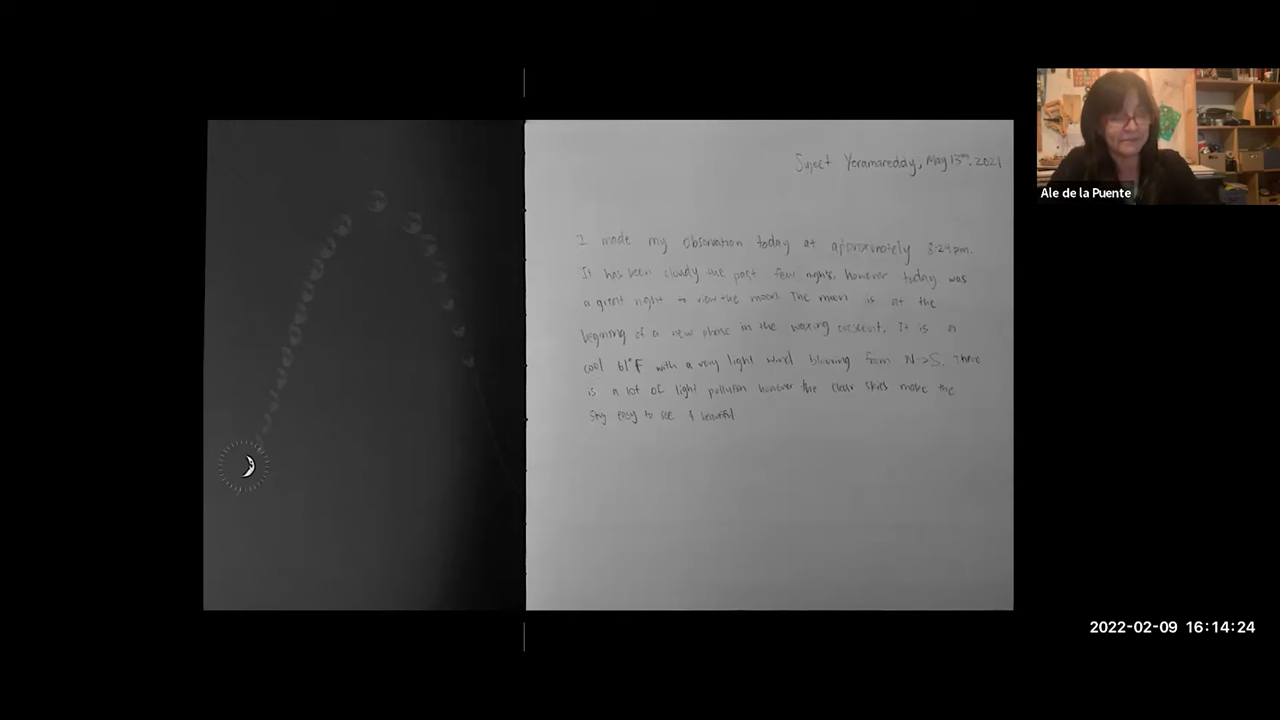 Sujeet Yeramareddy, May 13th, 2021
I made my observation today at approximately 8:24 pm.
It has been cloudy the past few nights, however today was
a great night to view the moon. The moon is at the
begining of a new phase in the waxing crescent. It is a
cool 61°F with a very light wind blowing from N->S. There
is a lot of light pollution however the clear skies make the
sky easy to see & beautiful
Ale de la Puente
2022-02-09 16:14:24